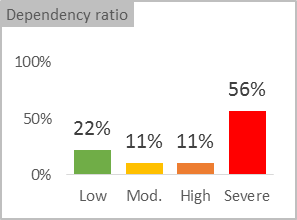 Dependency ratio
100%
50%
0%
22%
11%
11%
56%
Low
Mod.
High
Severe